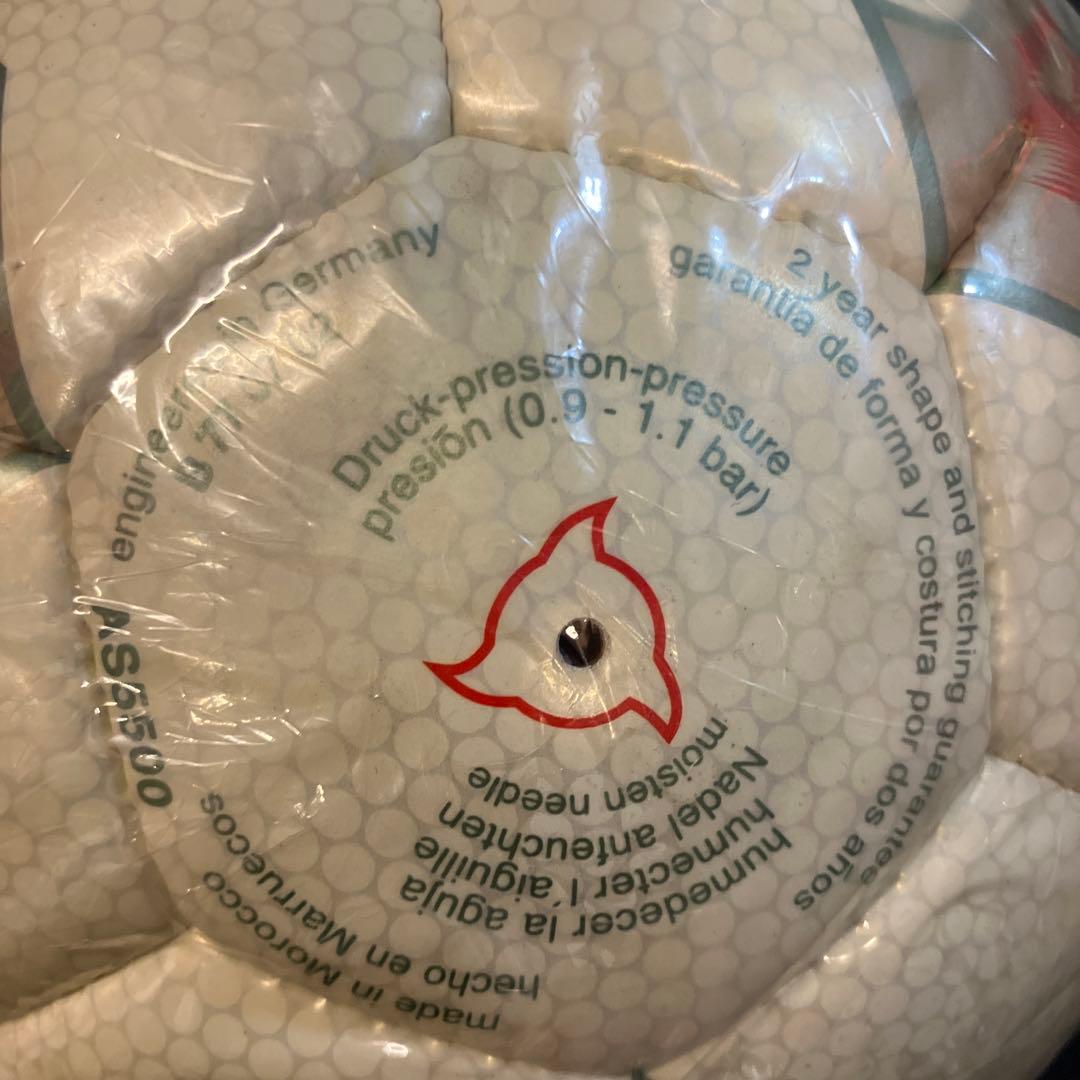 engineered in Germany
Druck-pression-pressure
presión (0.9 - 1.1 bar)
2 year shape and stitching guarantee
garantía de forma y costura por dos años
AS5500
moisten needle
Nadel anfeuchten
humecter l'aiguille
humedecer la aguja
hecho en Marruecos
made in Morocco